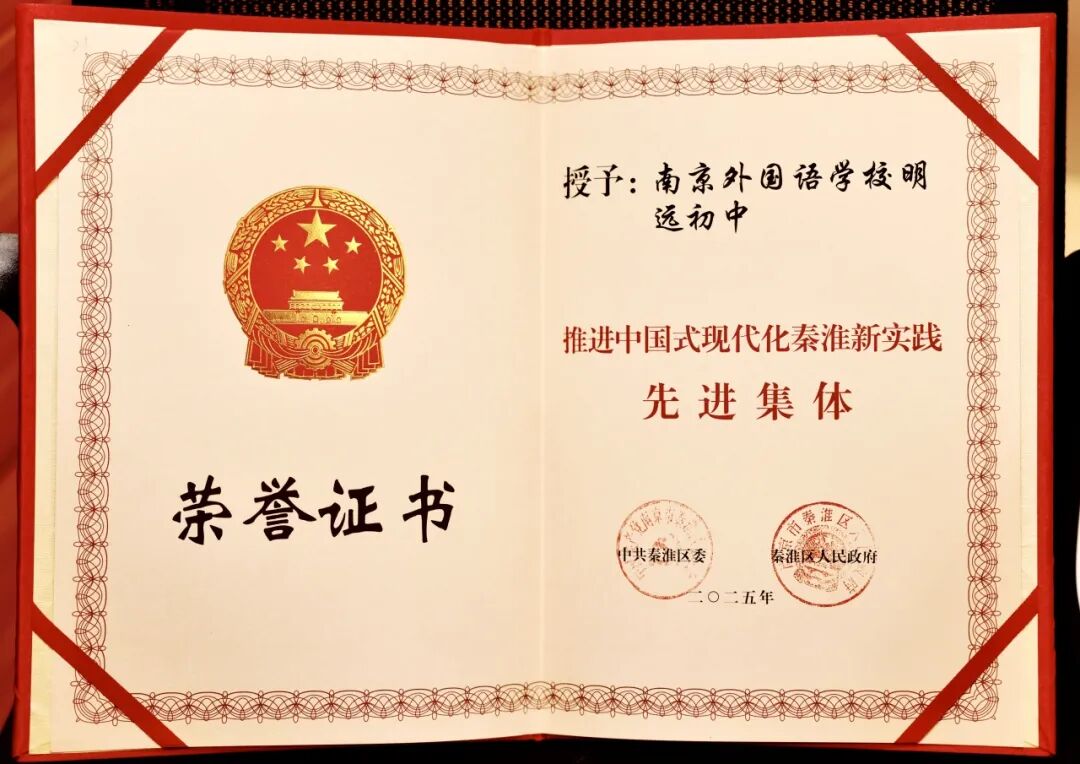 荣誉证书
授予：南京外国语学校明
远初中
推进中国式现代化秦淮新实践
先进集体
中共秦淮区委
秦淮区人民政府
二〇二五年